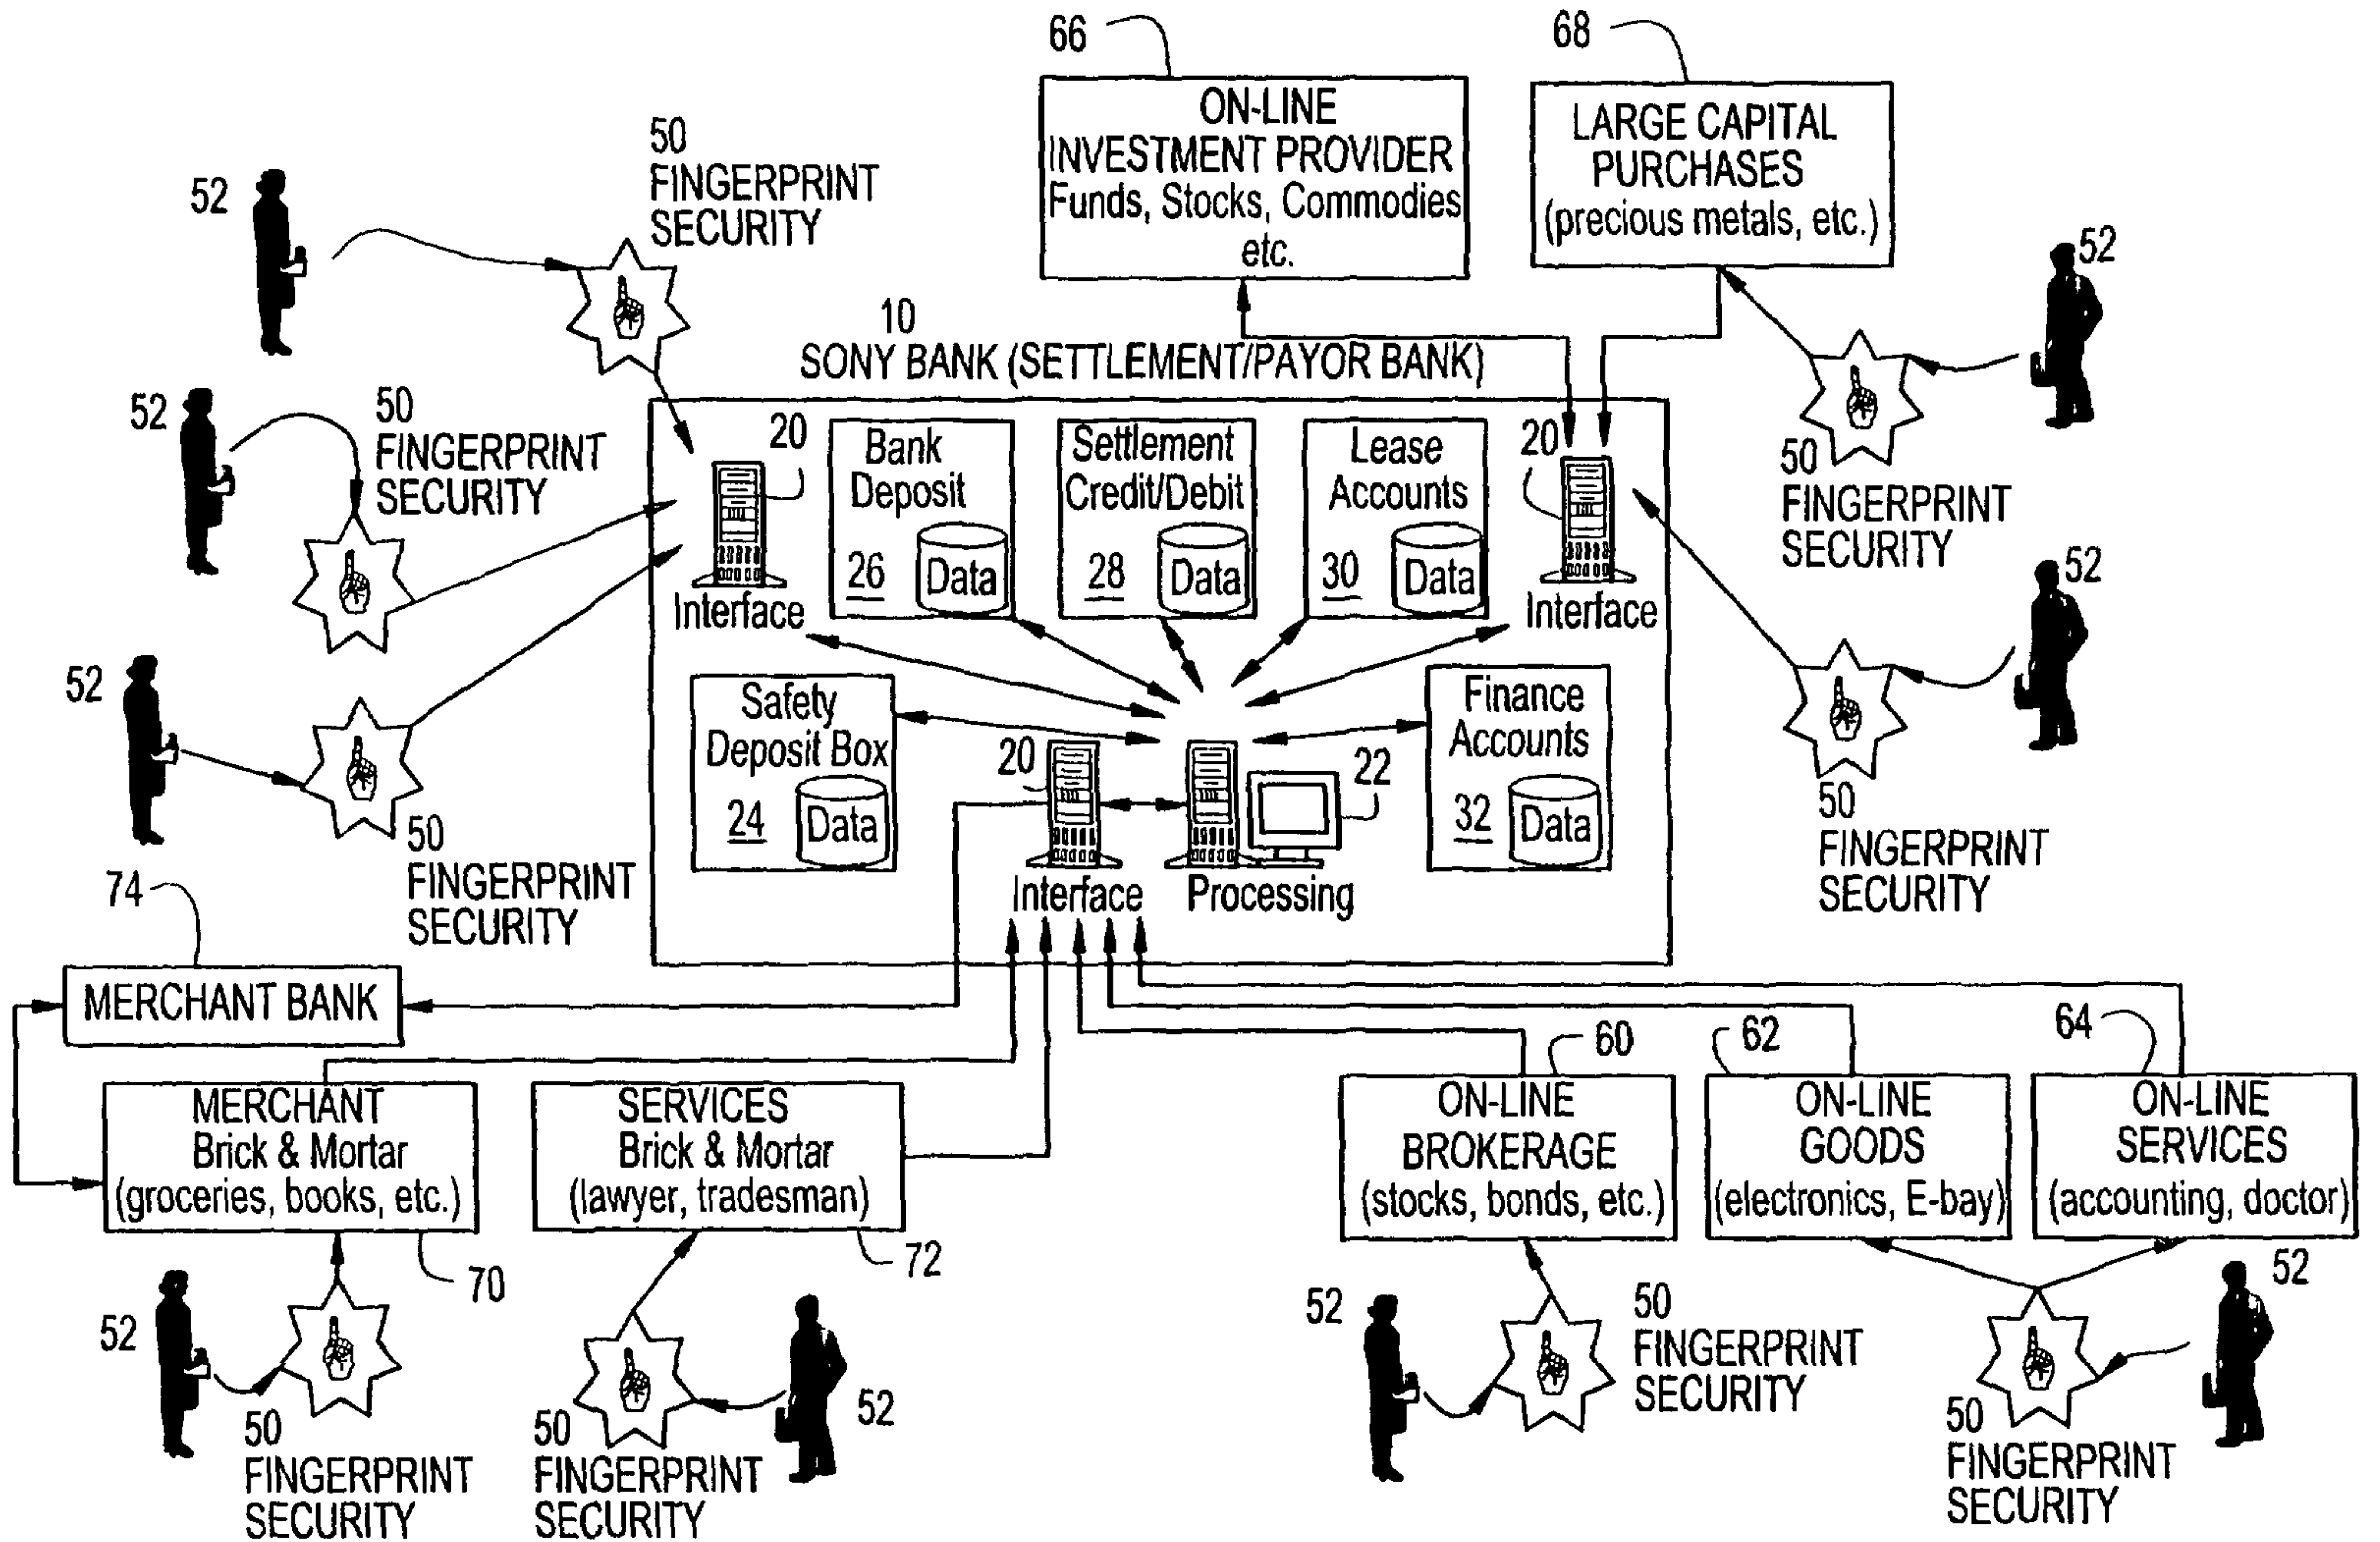 66
68
ON-LINE
INVESTMENT PROVIDER
Funds, Stocks, Commodies
etc.
LARGE CAPITAL
PURCHASES
(precious metals, etc.)
52
50
FINGERPRINT
SECURITY
52
50
FINGERPRINT
SECURITY
52
50
FINGERPRINT
SECURITY
52
50
FINGERPRINT
SECURITY
52
50
FINGERPRINT
SECURITY
10
SONY BANK (SETTLEMENT/PAYOR BANK)
20
Interface
Bank
Deposit
26
Data
Settlement
Credit/Debit
28
Data
Lease
Accounts
30
Data
20
Interface
Safety
Deposit Box
24
Data
20
Interface
Processing
22
Finance
Accounts
32
Data
74
MERCHANT BANK
MERCHANT
Brick & Mortar
(groceries, books, etc.)
70
SERVICES
Brick & Mortar
(lawyer, tradesman)
72
60
ON-LINE
BROKERAGE
(stocks, bonds, etc.)
62
ON-LINE
GOODS
(electronics, E-bay)
64
ON-LINE
SERVICES
(accounting, doctor)
52
50
FINGERPRINT
SECURITY
50
FINGERPRINT
SECURITY
52
52
50
FINGERPRINT
SECURITY
50
FINGERPRINT
SECURITY
52